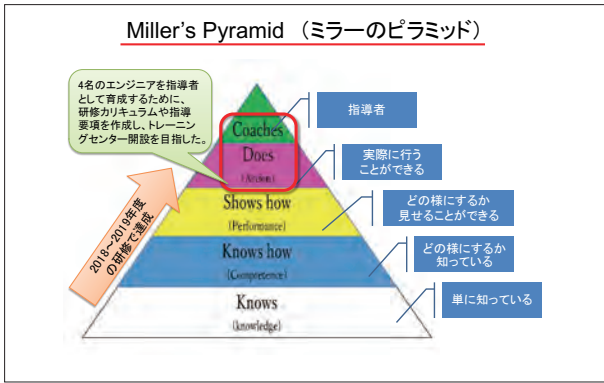 Miller's Pyramid （ミラーのピラミッド）
4名のエンジニアを指導者
として育成するために、
研修カリキュラムや指導
要項を作成し、トレーニン
グセンター開設を目指した。
2018～2019年度
の研修で達成
Coaches
指導者
Does
(Action)
実際に行う
ことができる
Shows how
(Performance)
どの様にするか
見せることができる
Knows how
(Competence)
どの様にするか
知っている
Knows
(knowledge)
単に知っている